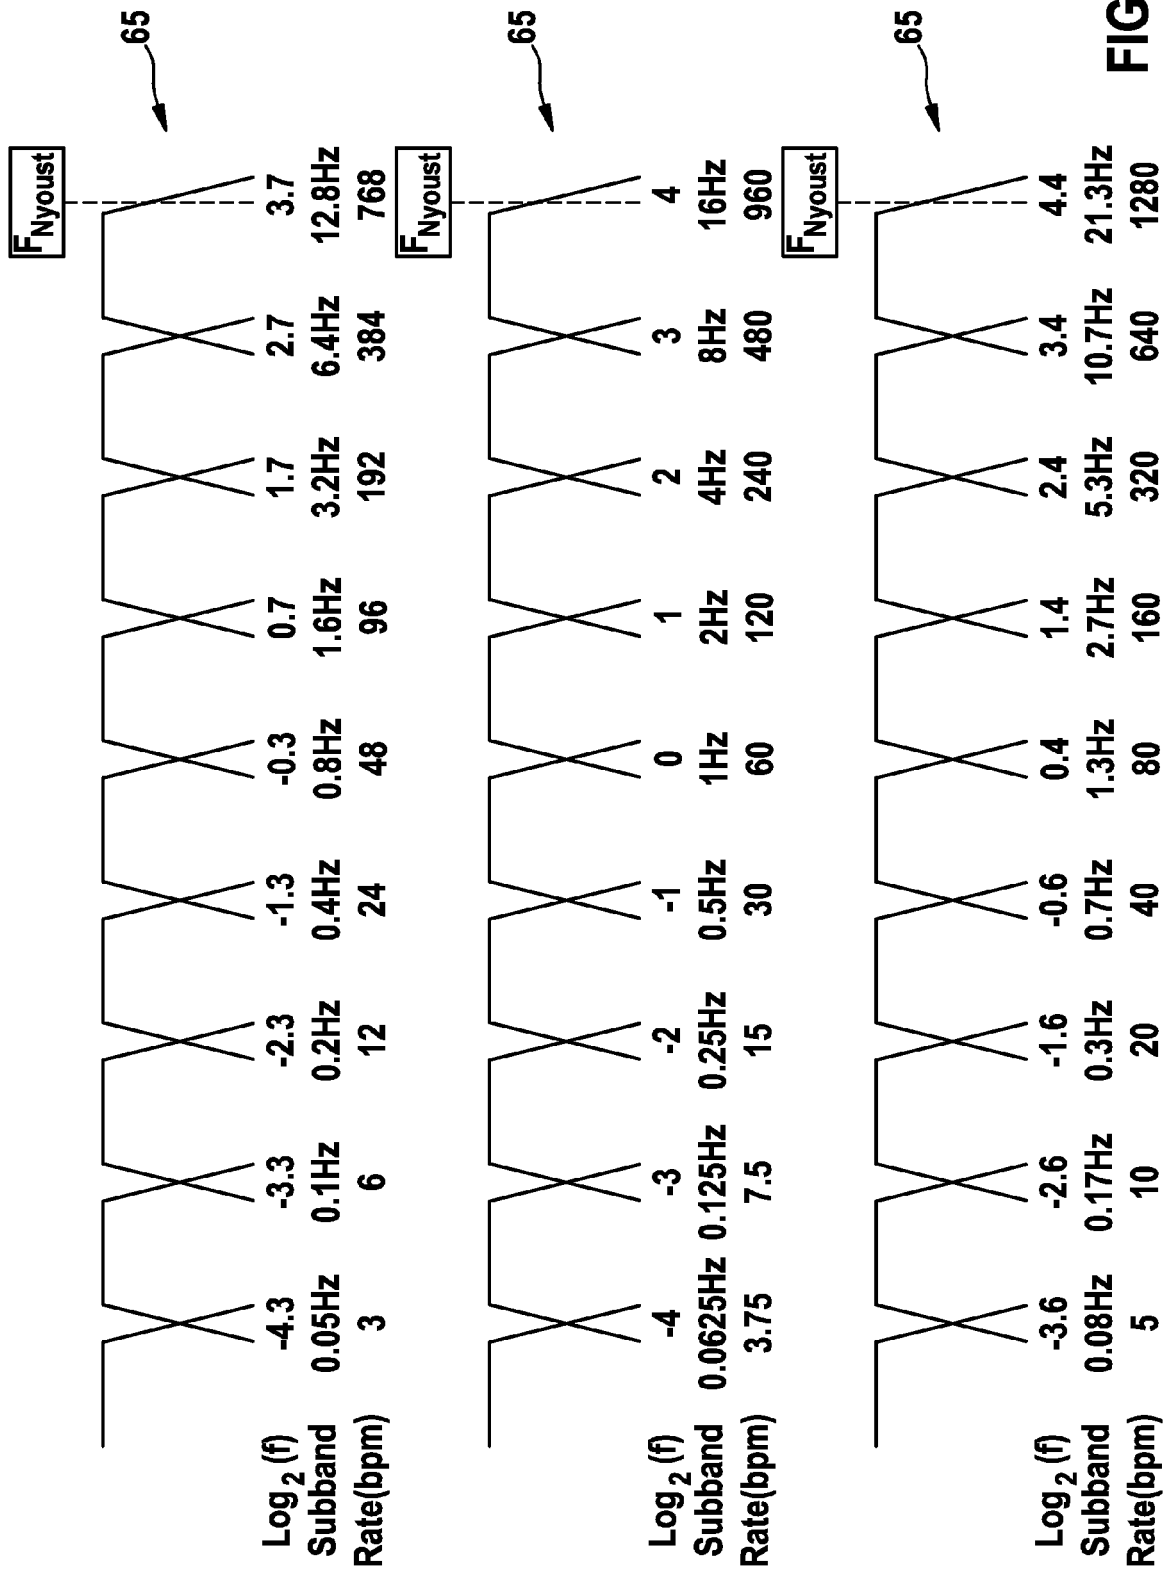 65
FNyoust
Log2(f) -4.3 -3.3 -2.3 -1.3 -0.3 0.7 1.7 2.7 3.7
Subband 0.05Hz 0.1Hz 0.2Hz 0.4Hz 0.8Hz 1.6Hz 3.2Hz 6.4Hz 12.8Hz
Rate(bpm) 3 6 12 24 48 96 192 384 768
65
FNyoust
Log2(f) -4 -3 -2 -1 0 1 2 3 4
Subband 0.0625Hz 0.125Hz 0.25Hz 0.5Hz 1Hz 2Hz 4Hz 8Hz 16Hz
Rate(bpm) 3.75 7.5 15 30 60 120 240 480 960
65
FNyoust
Log2(f) -3.6 -2.6 -1.6 -0.6 0.4 1.4 2.4 3.4 4.4
Subband 0.08Hz 0.17Hz 0.3Hz 0.7Hz 1.3Hz 2.7Hz 5.3Hz 10.7Hz 21.3Hz
Rate(bpm) 5 10 20 40 80 160 320 640 1280
FIG